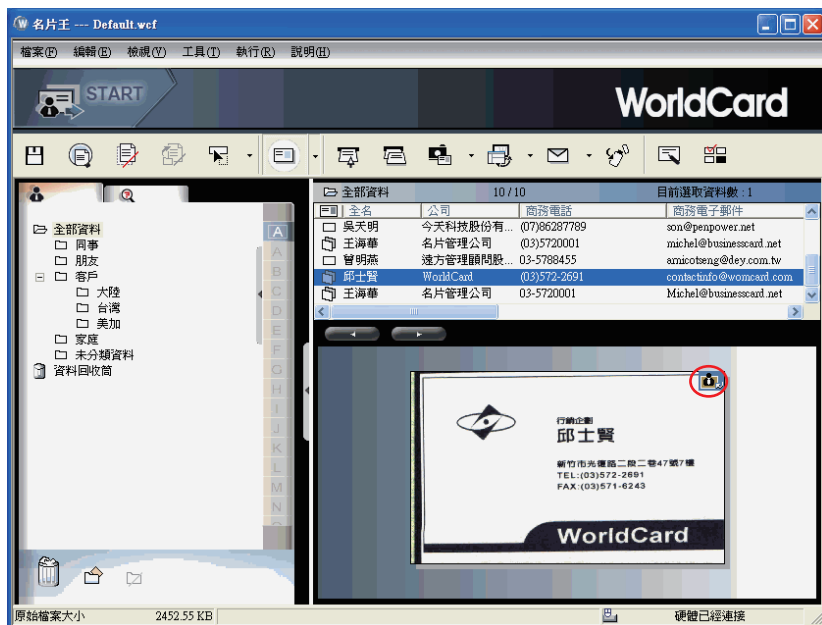 名片王 --- Default.wcf
檔案(F) 編輯(E) 檢視(V) 工具(T) 執行(R) 說明(H)
START
WorldCard
全部資料 10 / 10 目前選取資料數 : 1
全名 公司 商務電話 商務電子郵件
吳天明 今天科技股份有... (07)86287789 son@penpower.net
王海華 名片管理公司 (03)5720001 michel@businesscard.net
曾明燕 遠方管理顧問股... 03-5788455 amicotseng@dey.com.tw
邱士賢 WorldCard (03)572-2691 contactinfo@womcard.com
王海華 名片管理公司 03-5720001 Michel@businesscard.net
全部資料
同事
朋友
客戶
大陸
台灣
美加
家庭
未分類資料
資料回收筒
A
A
B
C
D
E
F
G
H
I
J
K
L
M
N
行銷企劃
邱士賢
新竹市光復路二段二巷47號7樓
TEL:(03)572-2691
FAX:(03)571-6243
WorldCard
原始檔案大小 2452.55 KB 硬體已經連接